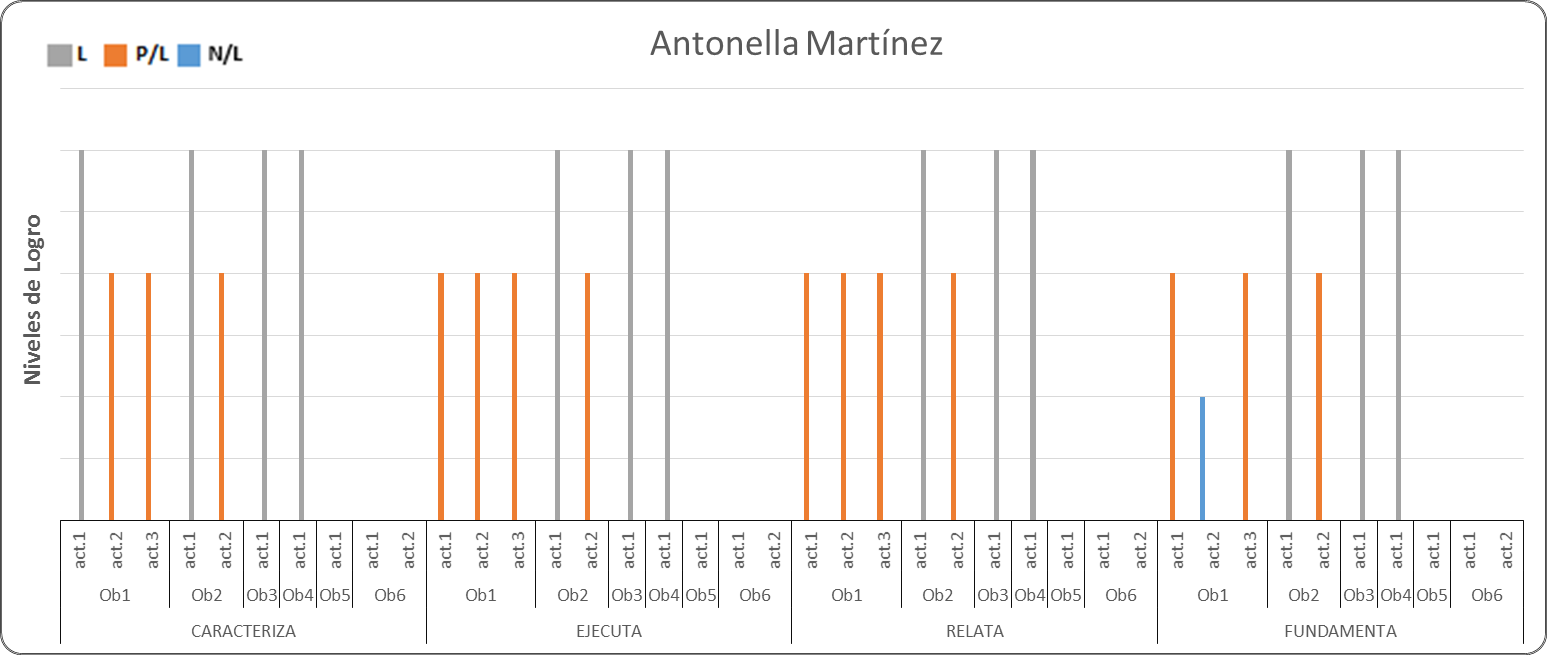 Antonella Martínez
L P/L N/L
Niveles de Logro
act.1 act.2 act.3 act.1 act.2 act.1 act.1 act.1 act.1 act.2 act.1 act.2 act.3 act.1 act.2 act.1 act.1 act.1 act.1 act.2 act.1 act.2 act.3 act.1 act.2 act.1 act.1 act.1 act.1 act.2 act.1 act.2 act.3 act.1 act.2 act.1 act.1 act.1 act.1 act.2
Ob1 Ob2 Ob3 Ob4 Ob5 Ob6 Ob1 Ob2 Ob3 Ob4 Ob5 Ob6 Ob1 Ob2 Ob3 Ob4 Ob5 Ob6 Ob1 Ob2 Ob3 Ob4 Ob5 Ob6
CARACTERIZA EJECUTA RELATA FUNDAMENTA